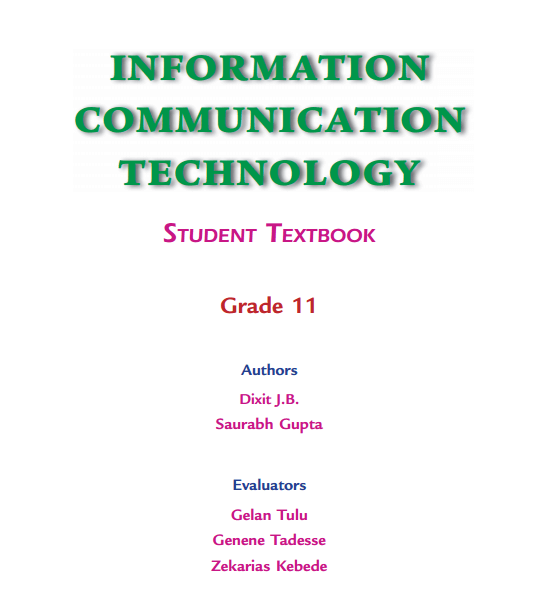 INFORMATION
COMMUNICATION
TECHNOLOGY
STUDENT TEXTBOOK
Grade 11
Authors
Dixit J.B.
Saurabh Gupta
Evaluators
Gelan Tulu
Genene Tadesse
Zekarias Kebede